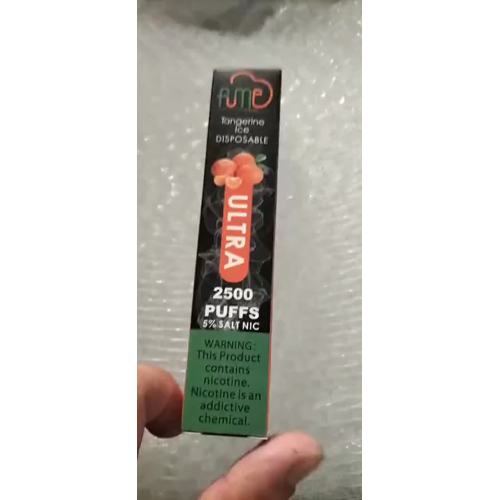 FUME
Tangerine
Ice
DISPOSABLE
ULTRA
2500
PUFFS
5% SALT NIC
WARNING:
This Product
contains
nicotine.
Nicotine is an
addictive
chemical.